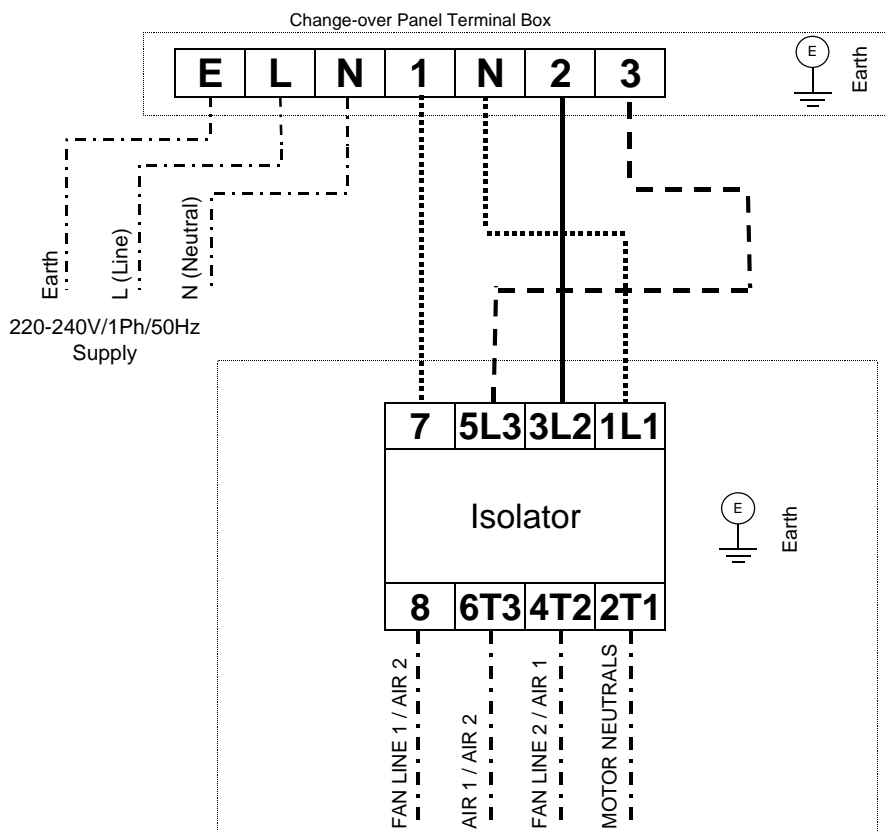 Change-over Panel Terminal Box
E L N 1 N 2 3
E
Earth
Earth
L (Line)
N (Neutral)
220-240V/1Ph/50Hz
Supply
7 5L3 3L2 1L1
Isolator
E
Earth
8 6T3 4T2 2T1
FAN LINE 1 / AIR 2
AIR 1 / AIR 2
FAN LINE 2 / AIR 1
MOTOR NEUTRALS